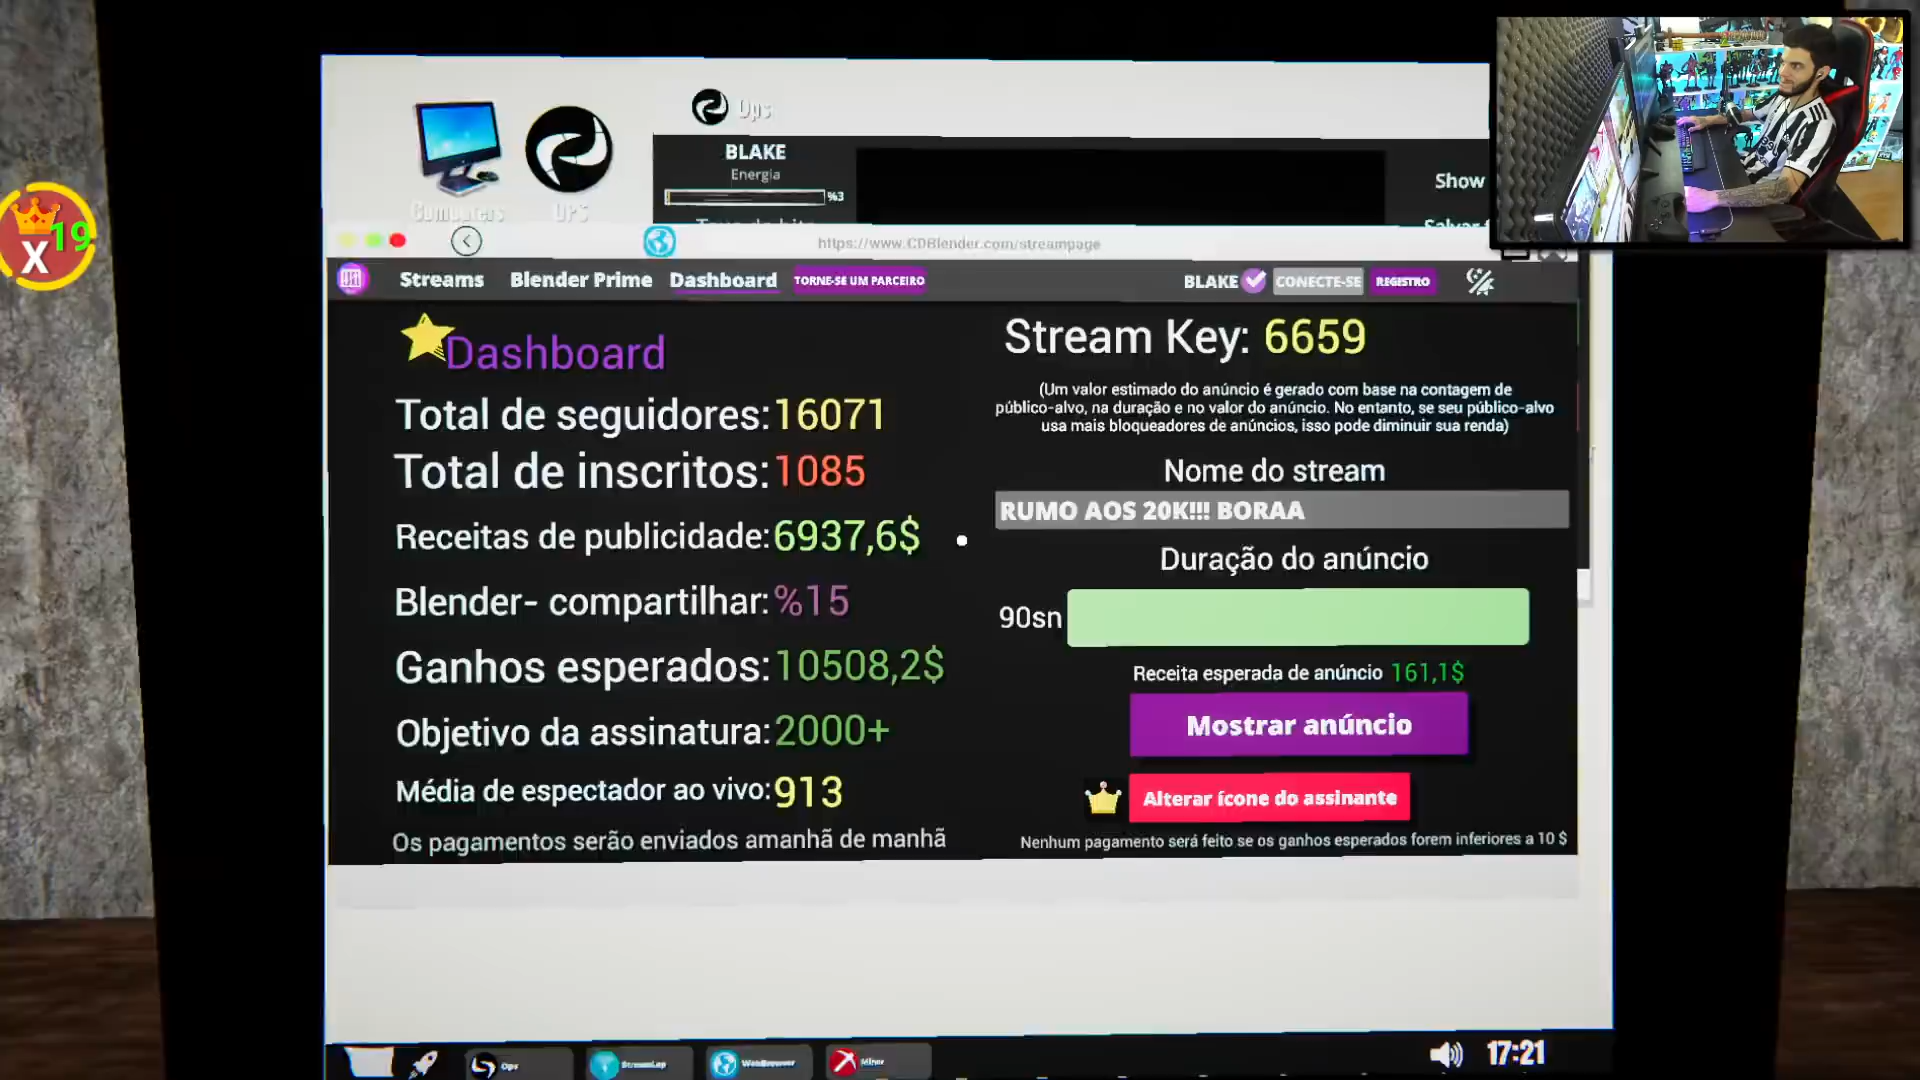 Ops
BLAKE
Energia
%3
Show
Computers
OPS
https://www.CDBlender.com/streampage
Streams
Blender Prime
Dashboard
TORNE-SE UM PARCEIRO
BLAKE
CONECTE-SE
REGISTRO
X
19
Dashboard
Total de seguidores:16071
Total de inscritos:1085
Receitas de publicidade:6937,6$
Blender- compartilhar:%15
Ganhos esperados:10508,2$
Objetivo da assinatura:2000+
Média de espectador ao vivo:913
Os pagamentos serão enviados amanhã de manhã
Stream Key: 6659
(Um valor estimado do anúncio é gerado com base na contagem de
público-alvo, na duração e no valor do anúncio. No entanto, se seu público-alvo
usa mais bloqueadores de anúncios, isso pode diminuir sua renda)
Nome do stream
RUMO AOS 20K!!! BORAA
Duração do anúncio
90sn
Receita esperada de anúncio 161,1$
Mostrar anúncio
Alterar ícone do assinante
Nenhum pagamento será feito se os ganhos esperados forem inferiores a 10 $
Ops
StreamLap
WebBrowser
Miner
17:21